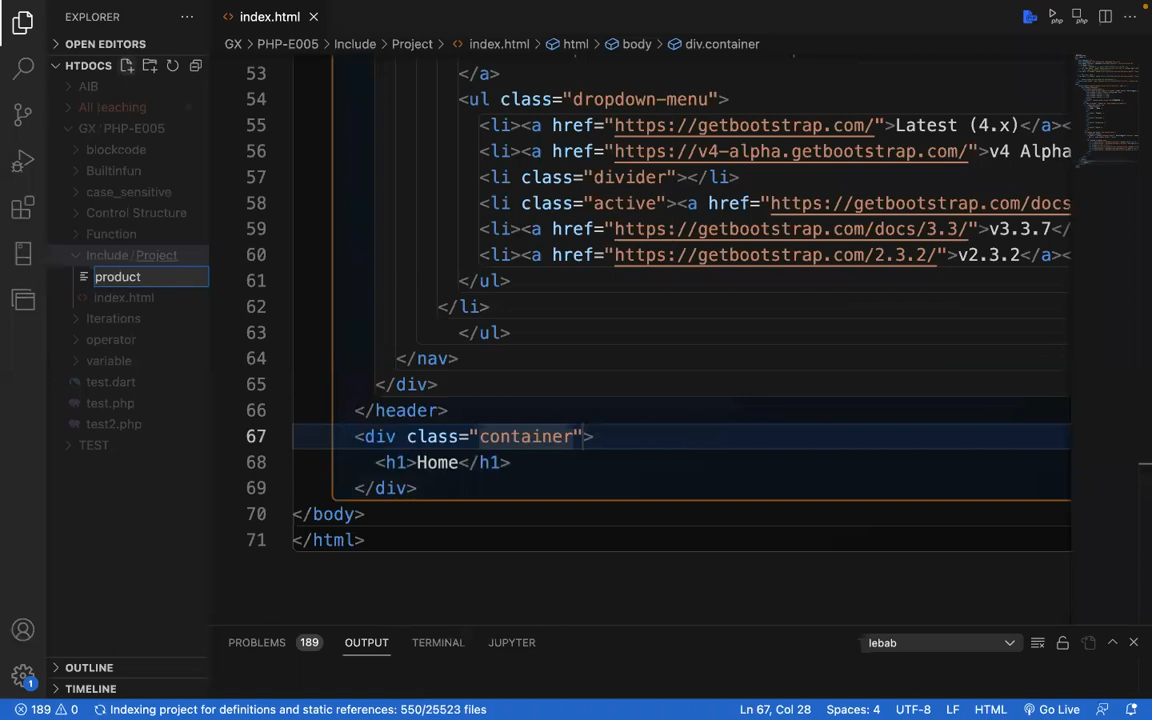 EXPLORER
index.html
OPEN EDITORS
GX > PHP-E005 > Include > Project > index.html > html > body > div.container
HTDOCS
AIB
All Teaching
GX / PHP-E005
blockcode
Builtinfun
case_sensitive
Control Structure
Function
Include / Project
product
index.html
Iterations
operator
variable
test.dart
test.php
test2.php
TEST
OUTLINE
TIMELINE
53 </a>
54 <ul class="dropdown-menu">
55 <li><a href="https://getbootstrap.com/">Latest (4.x)</a><
56 <li><a href="https://v4-alpha.getbootstrap.com/">v4 Alpha
57 <li class="divider"></li>
58 <li class="active"><a href="https://getbootstrap.com/docs
59 <li><a href="https://getbootstrap.com/docs/3.3/">v3.3.7</
60 <li><a href="https://getbootstrap.com/2.3.2/">v2.3.2</a><
61 </ul>
62 </li>
63 </ul>
64 </nav>
65 </div>
66 </header>
67 <div class="container">
68 <h1>Home</h1>
69 </div>
70 </body>
71 </html>
PROBLEMS 189 OUTPUT TERMINAL JUPYTER lebab
1
189 0 Indexing project for definitions and static references: 550/25523 files Ln 67, Col 28 Spaces: 4 UTF-8 LF HTML Go Live